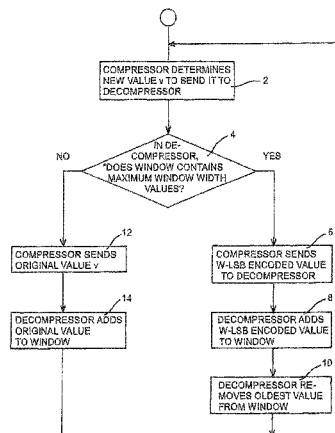 COMPRESSOR DETERMINES
NEW VALUE v TO SEND IT TO
DECOMPRESSOR
2
IN DE-
COMPRESSOR,
"DOES WINDOW CONTAINS
MAXIMUM WINDOW WIDTH
VALUES?
4
NO
YES
12
COMPRESSOR SENDS
ORIGINAL VALUE v
14
DECOMPRESSOR ADDS
ORIGINAL VALUE
TO WINDOW
6
COMPRESSOR SENDS
W-LSB ENCODED VALUE
TO DECOMPRESSOR
8
DECOMPRESSOR ADDS
W-LSB ENCODED VALUE
TO WINDOW
10
DECOMPRESSOR RE-
MOVES OLDEST VALUE
FROM WINDOW